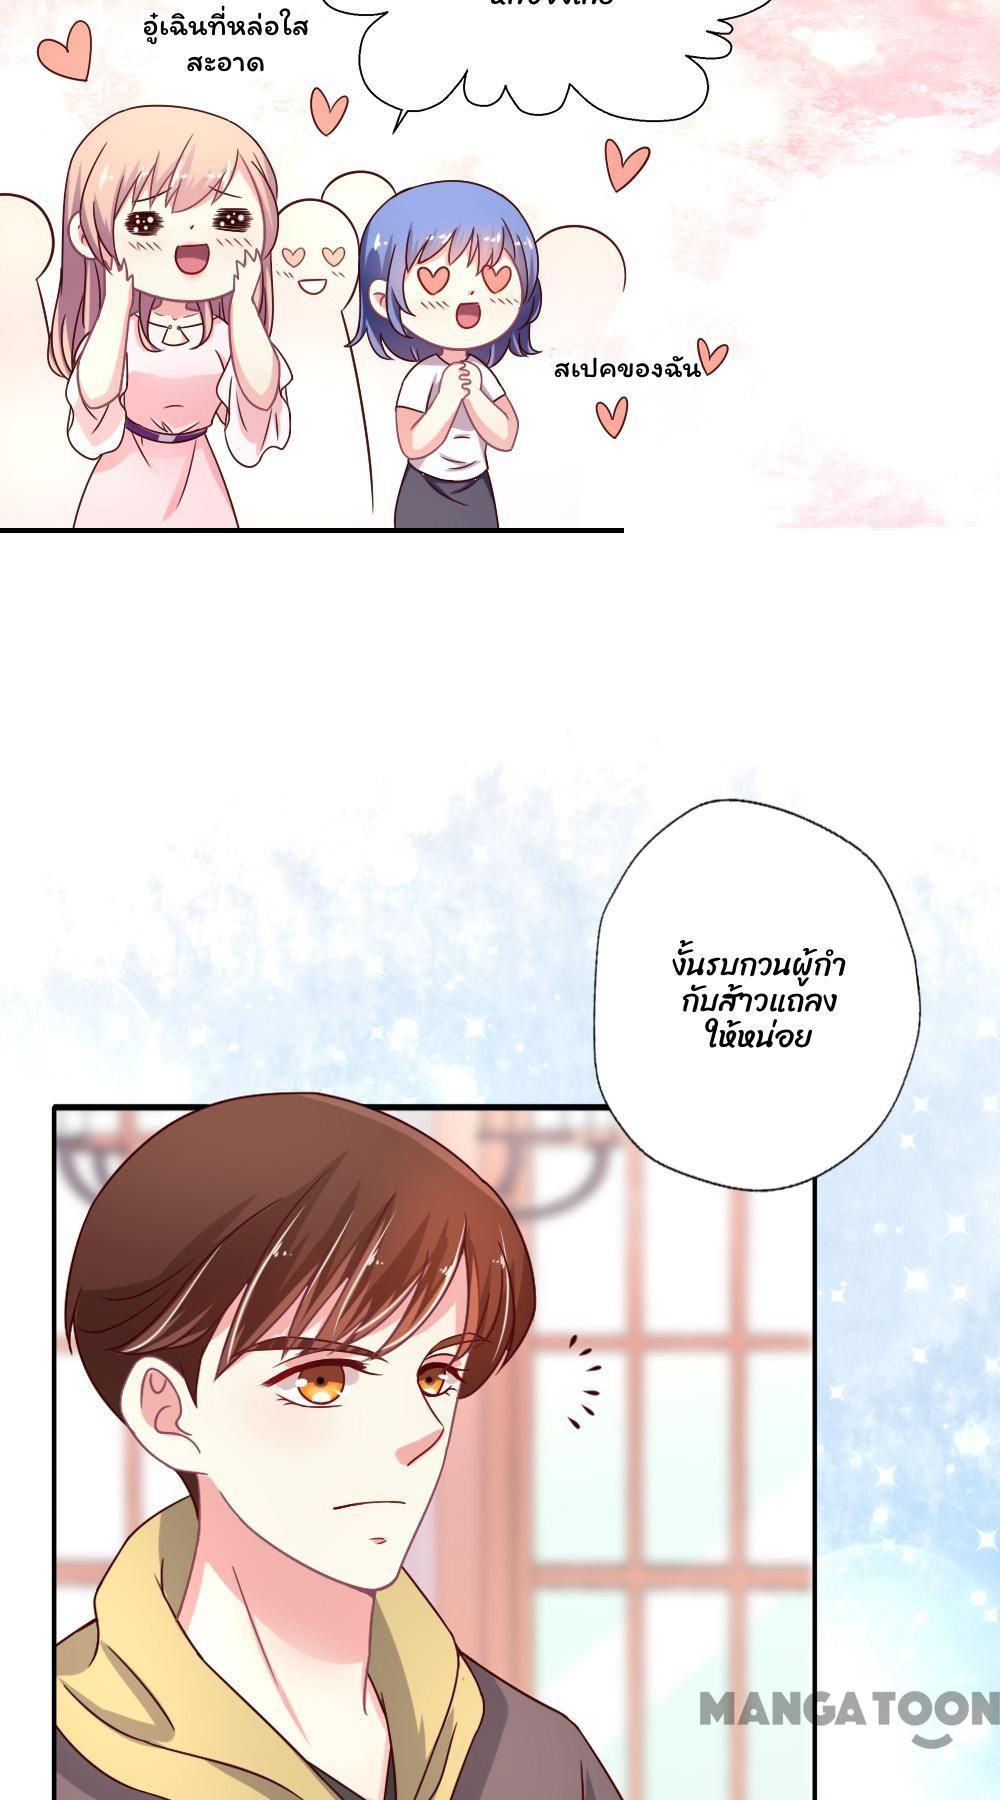 อู๋เฉินที่หล่อใส
สะอาด
สเปคของฉัน
งั้นรบกวนผู้กำ
กับส้าวแถลง
ให้หน่อย
MANGATOON